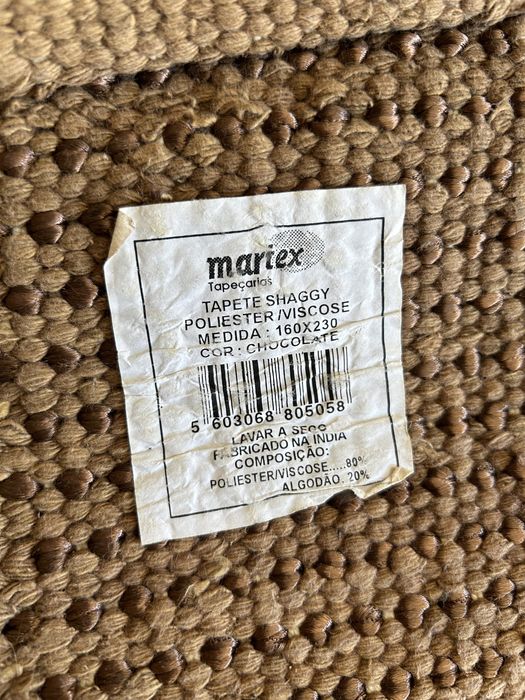 martex
Tapeçarias
TAPETE SHAGGY
POLIESTER/VISCOSE
MEDIDA : 160X230
COR : CHOCOLATE
5 603068 805058
LAVAR A SECO
FABRICADO NA ÍNDIA
COMPOSIÇÃO:
POLIESTER/VISCOSE.....80%
ALGODÃO. 20%